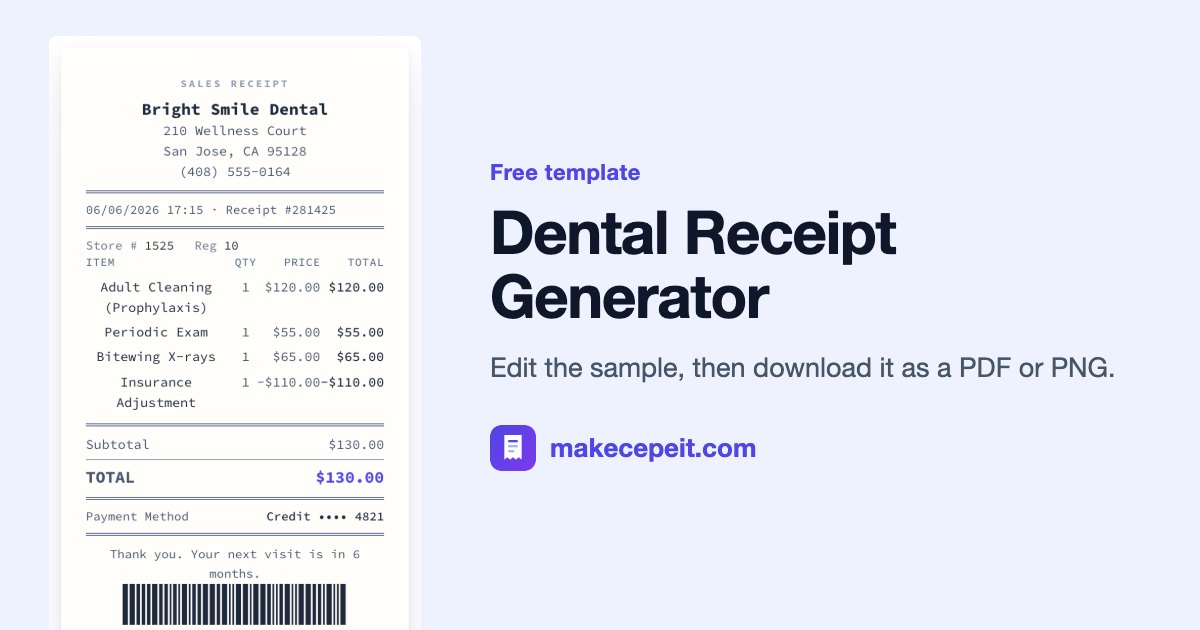 SALES RECEIPT
Bright Smile Dental
210 Wellness Court
San Jose, CA 95128
(408) 555-0164
06/06/2026 17:15 · Receipt #281425
Store # 1525 Reg 10
ITEM QTY PRICE TOTAL
Adult Cleaning 1 $120.00 $120.00
(Prophylaxis)
Periodic Exam 1 $55.00 $55.00
Bitewing X-rays 1 $65.00 $65.00
Insurance 1 -$110.00 -$110.00
Adjustment
Subtotal $130.00
TOTAL $130.00
Payment Method Credit •••• 4821
Thank you. Your next visit is in 6
months.
Free template
Dental Receipt
Generator
Edit the sample, then download it as a PDF or PNG.
makecepeit.com